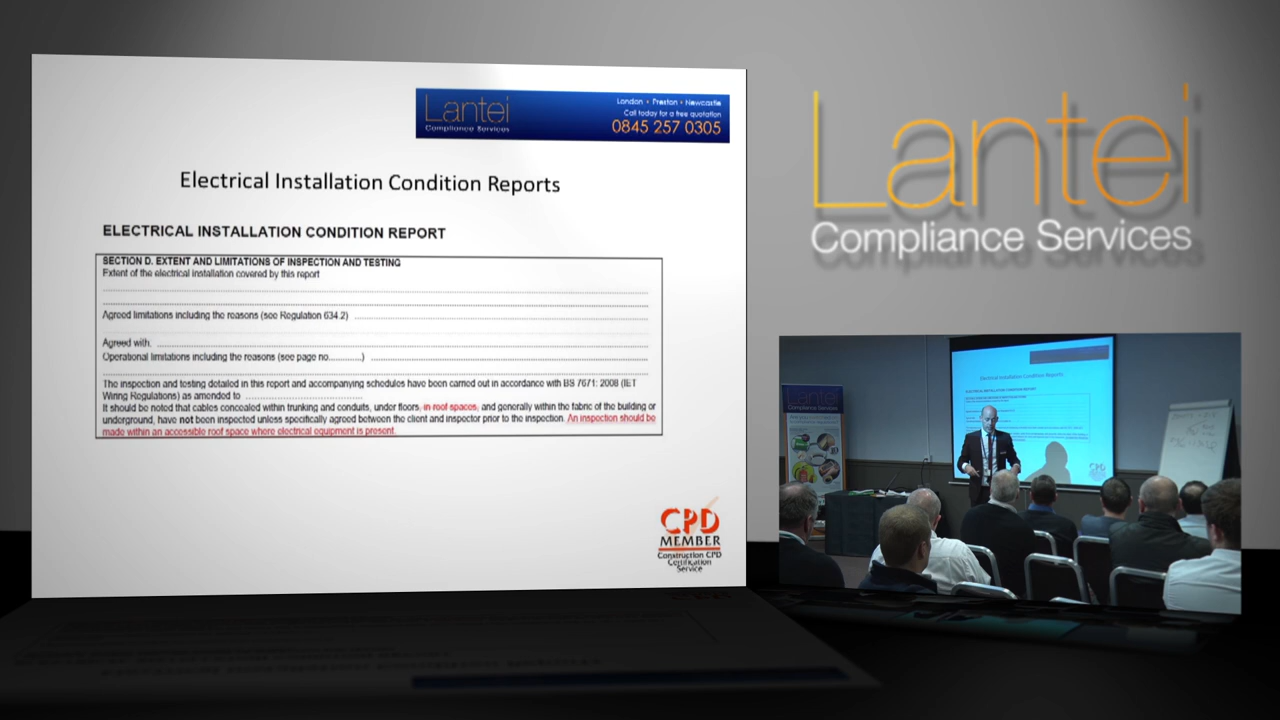 Lantei
Compliance Services
London • Preston • Newcastle
Call today for a free quotation
0845 257 0305
Electrical Installation Condition Reports
ELECTRICAL INSTALLATION CONDITION REPORT
SECTION D. EXTENT AND LIMITATIONS OF INSPECTION AND TESTING
Extent of the electrical installation covered by this report
Agreed limitations including the reasons (see Regulation 634.2)
Agreed with.
Operational limitations including the reasons (see page no............)
The inspection and testing detailed in this report and accompanying schedules have been carried out in accordance with BS 7671: 2008 (IET
Wiring Regulations) as amended to
It should be noted that cables concealed within trunking and conduits, under floors, in roof spaces, and generally within the fabric of the building or
underground, have not been inspected unless specifically agreed between the client and inspector prior to the inspection. An inspection should be
made within an accessible roof space where electrical equipment is present.
CPD
MEMBER
Construction CPD
Certification
Service
Lantei
Compliance Services
Lantei
Compliance Services
Electrical Installation Condition Reports
ELECTRICAL INSTALLATION CONDITION REPORT
CPD